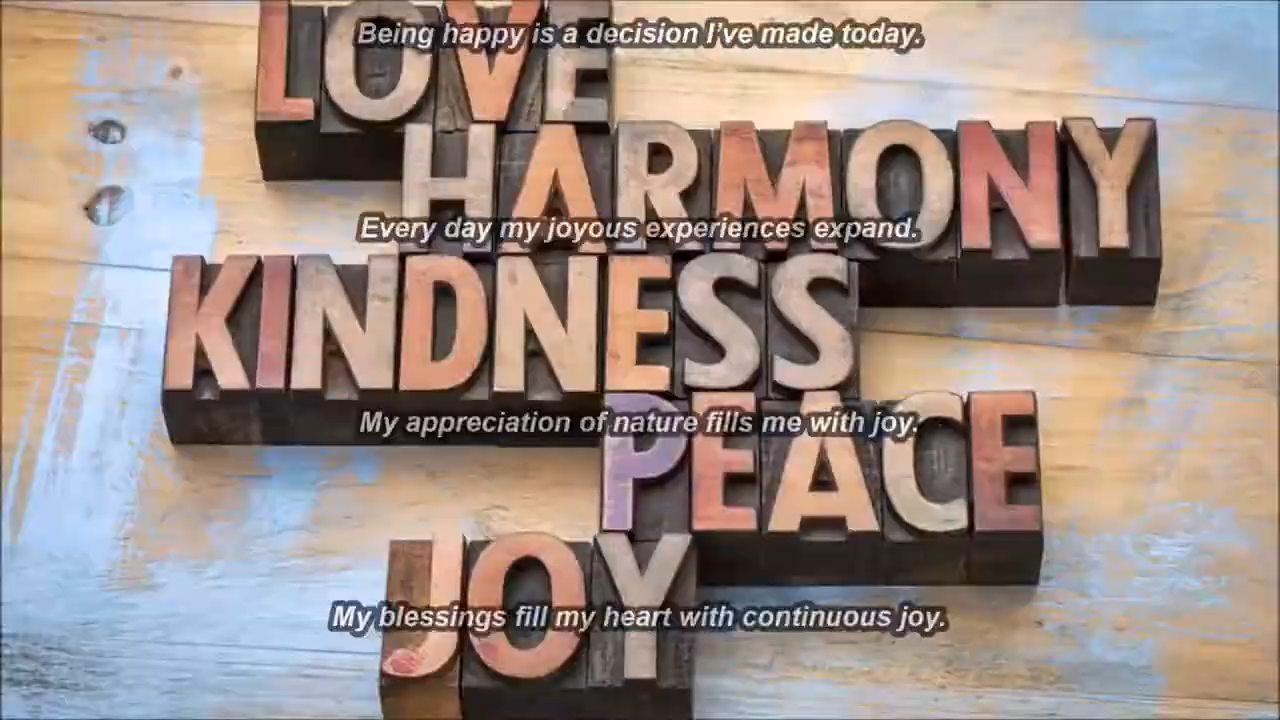 Being happy is a decision I've made today.
LOVE
HARMONY
Every day my joyous experiences expand.
KINDNESS
My appreciation of nature fills me with joy.
PEACE
JOY
My blessings fill my heart with continuous joy.